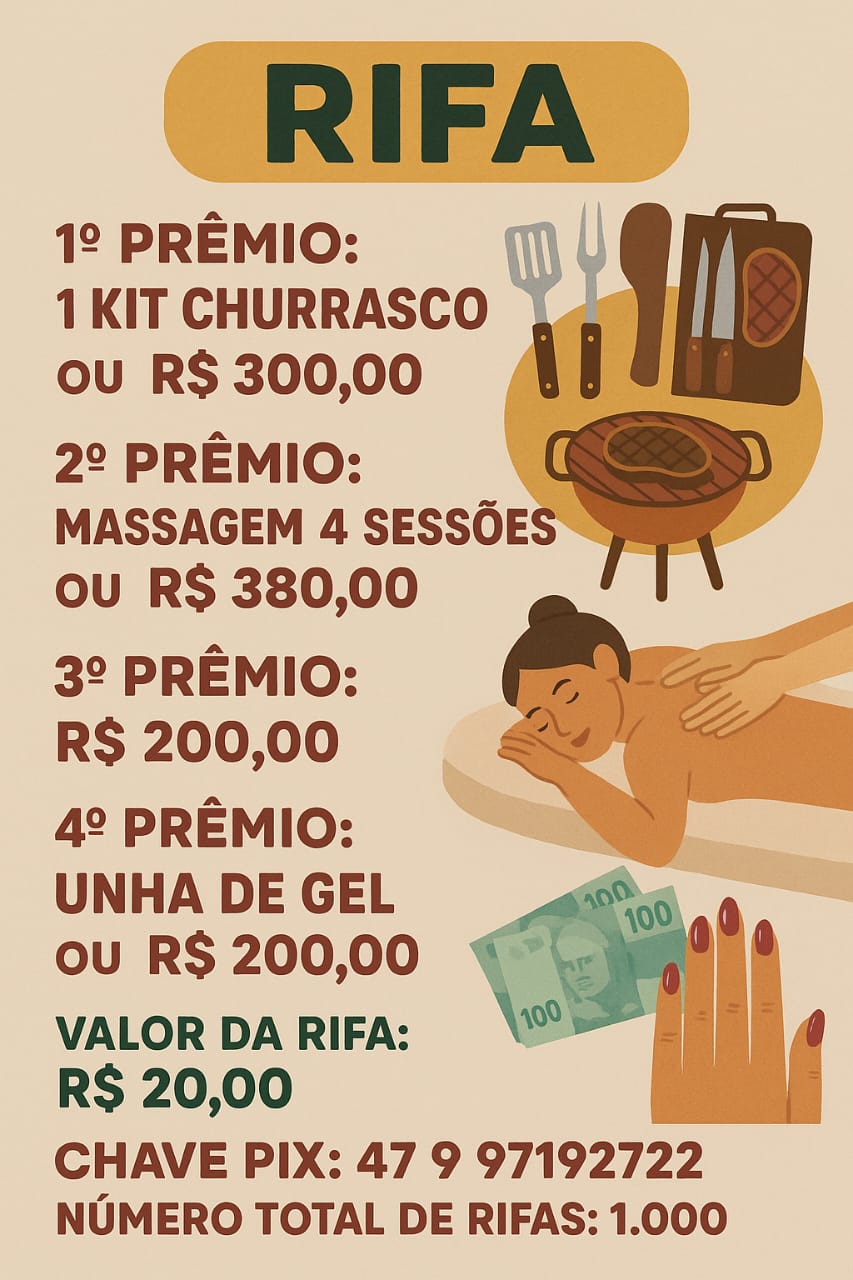 RIFA
1º PRÊMIO:
1 KIT CHURRASCO
OU R$ 300,00
2º PRÊMIO:
MASSAGEM 4 SESSÕES
OU R$ 380,00
3º PRÊMIO:
R$ 200,00
4º PRÊMIO:
UNHA DE GEL
OU R$ 200,00
100
100
100
VALOR DA RIFA:
R$ 20,00
CHAVE PIX: 47 9 97192722
NÚMERO TOTAL DE RIFAS: 1.000